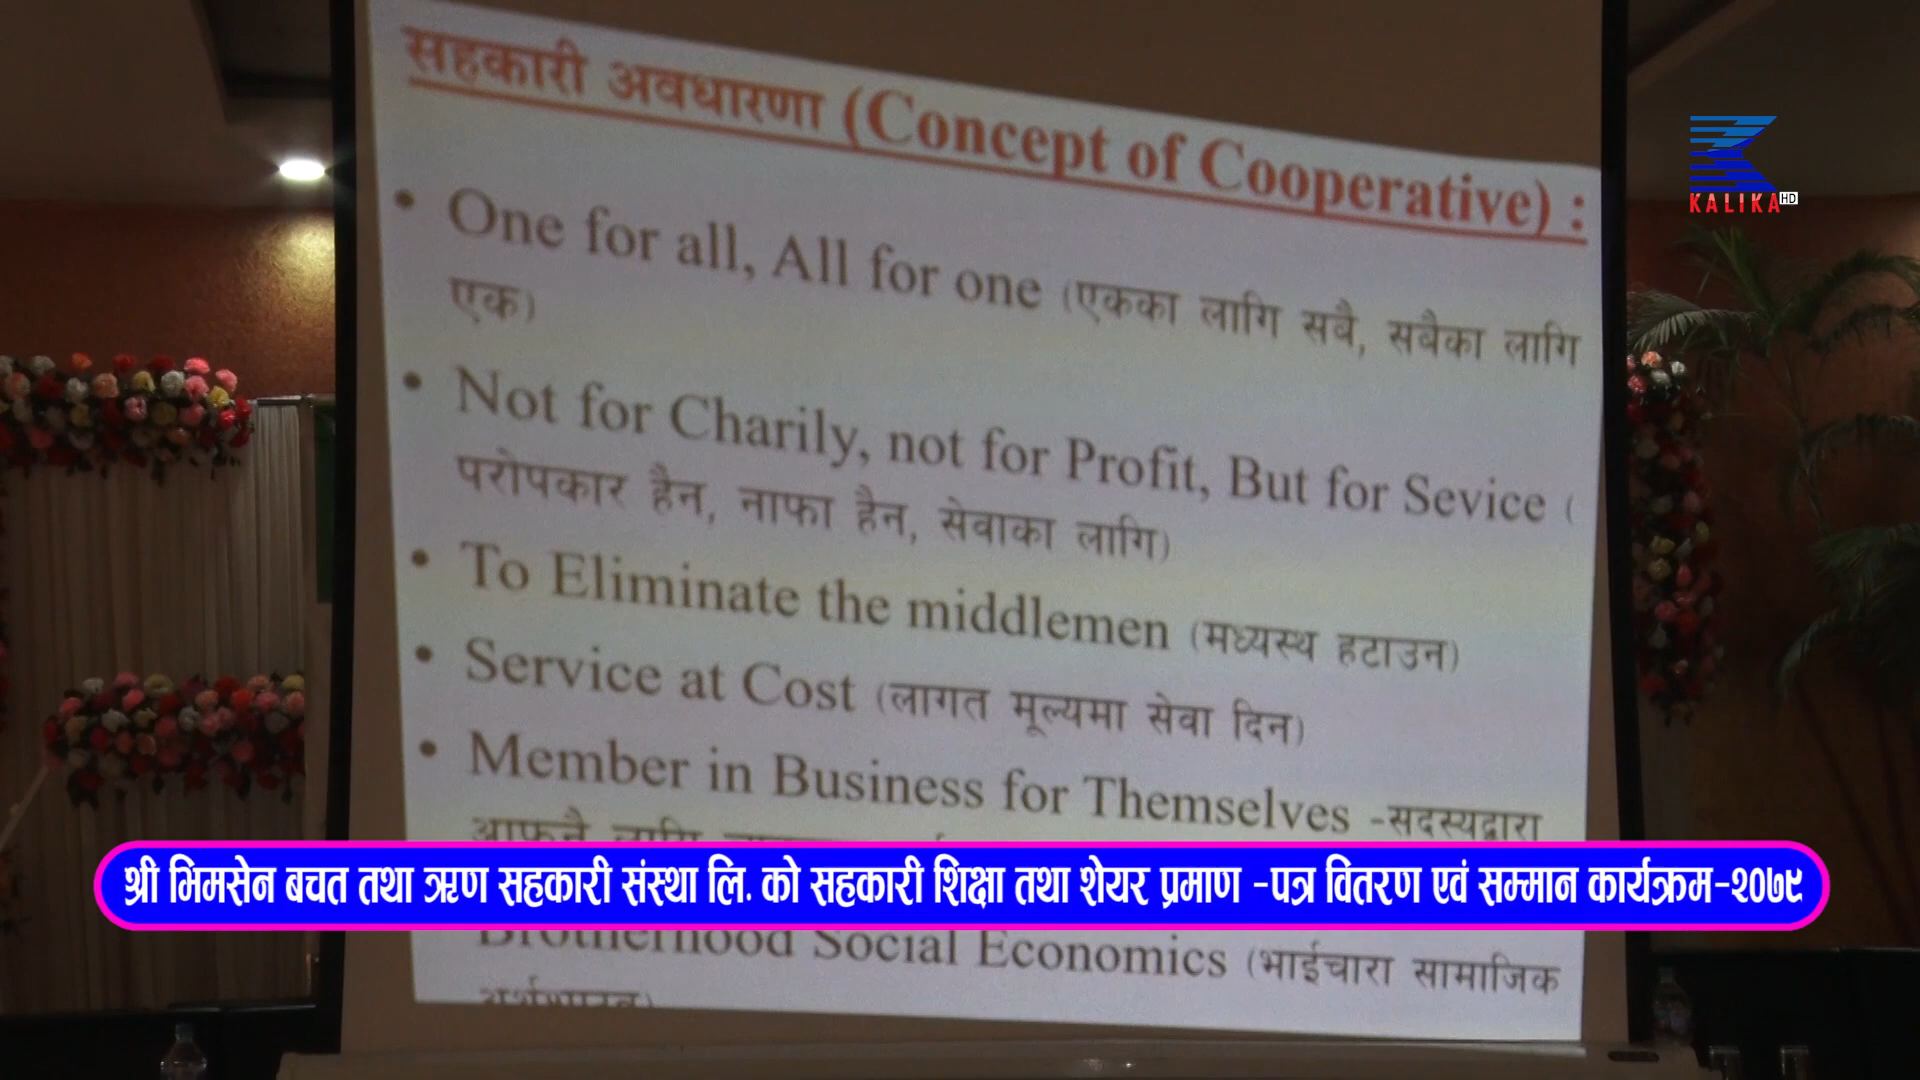 सहकारी अवधारणा (Concept of Cooperative) :
KALIKA HD
• One for all, All for one (एकका लागि सबै, सबैका लागि
एक)
• Not for Charily, not for Profit, But for Sevice (
परोपकार हैन, नाफा हैन, सेवाका लागि)
• To Eliminate the middlemen (मध्यस्थ हटाउन)
• Service at Cost (लागत मूल्यमा सेवा दिन)
• Member in Business for Themselves -सदस्यद्वारा
आफ्नै लागि
श्री भिमसेन बचत तथा ऋण सहकारी संस्था लि. को सहकारी शिक्षा तथा शेयर प्रमाण -पत्र वितरण एवं सम्मान कार्यक्रम-२०७९
Brotherhood Social Economics (भाईचारा सामाजिक